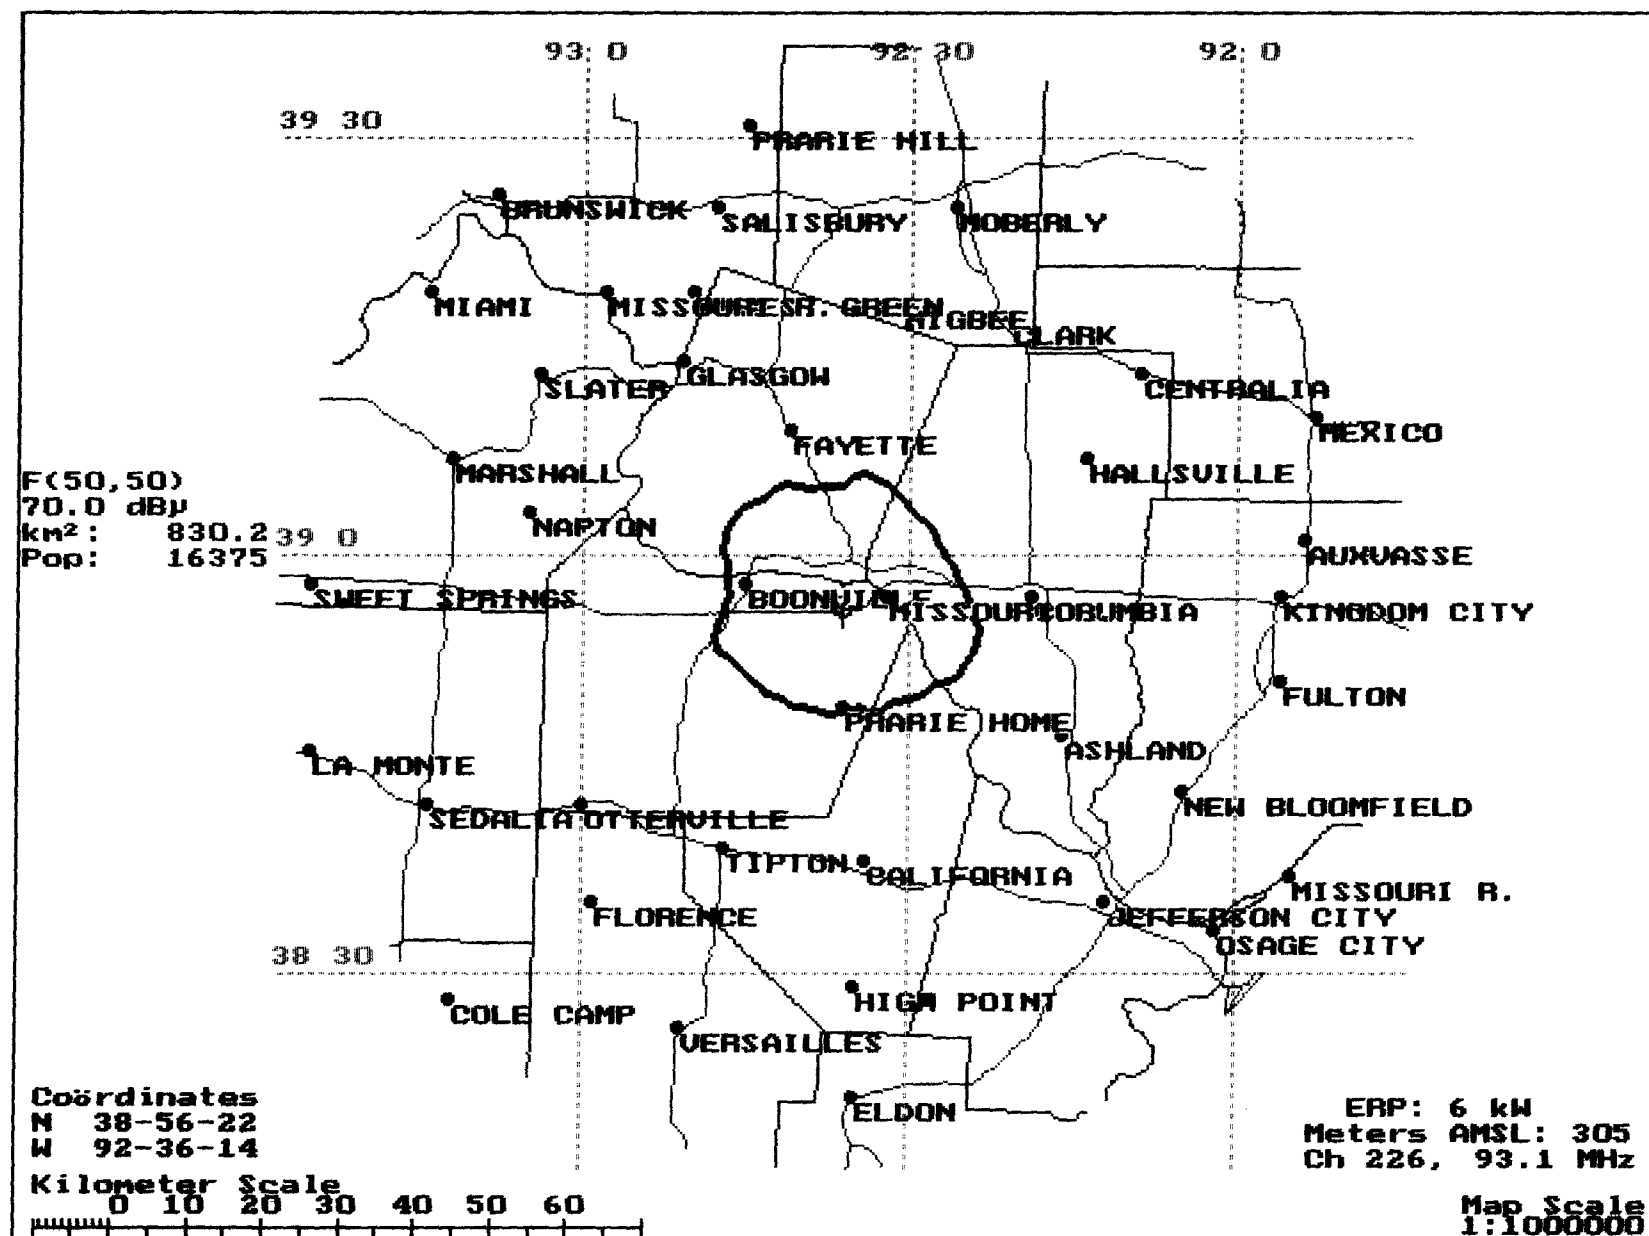 93 0
92 30
92 0
39 30
PRARIE HILL
BRUNSWICK
SALISBURY
MOBERLY
MIAMI
GREEN
HIGBEE
CLARK
SLATER
GLASGOW
CENTRALIA
MEXICO
FAYETTE
MARSHALL
HALLSVILLE
F(50,50)
70.0 dBµ
km²: 830.2
Pop: 16375
NAPTON
39 0
AUXVASSE
SWEET SPRINGS
BOONVILLE
MISSOURI
COLUMBIA
KINGDOM CITY
FULTON
PRARIE HOME
ASHLAND
LA MONTE
SEDALIA
OTTERVILLE
NEW BLOOMFIELD
TIPTON
CALIFORNIA
MISSOURI R.
FLORENCE
JEFFERSON CITY
OSAGE CITY
38 30
COLE CAMP
HIGH POINT
VERSAILLES
ELDON
Coördinates
N 38-56-22
W 92-36-14
ERP: 6 kW
Meters AMSL: 305
Ch 226, 93.1 MHz
Kilometer Scale
0 10 20 30 40 50 60
Map Scale
1:1000000